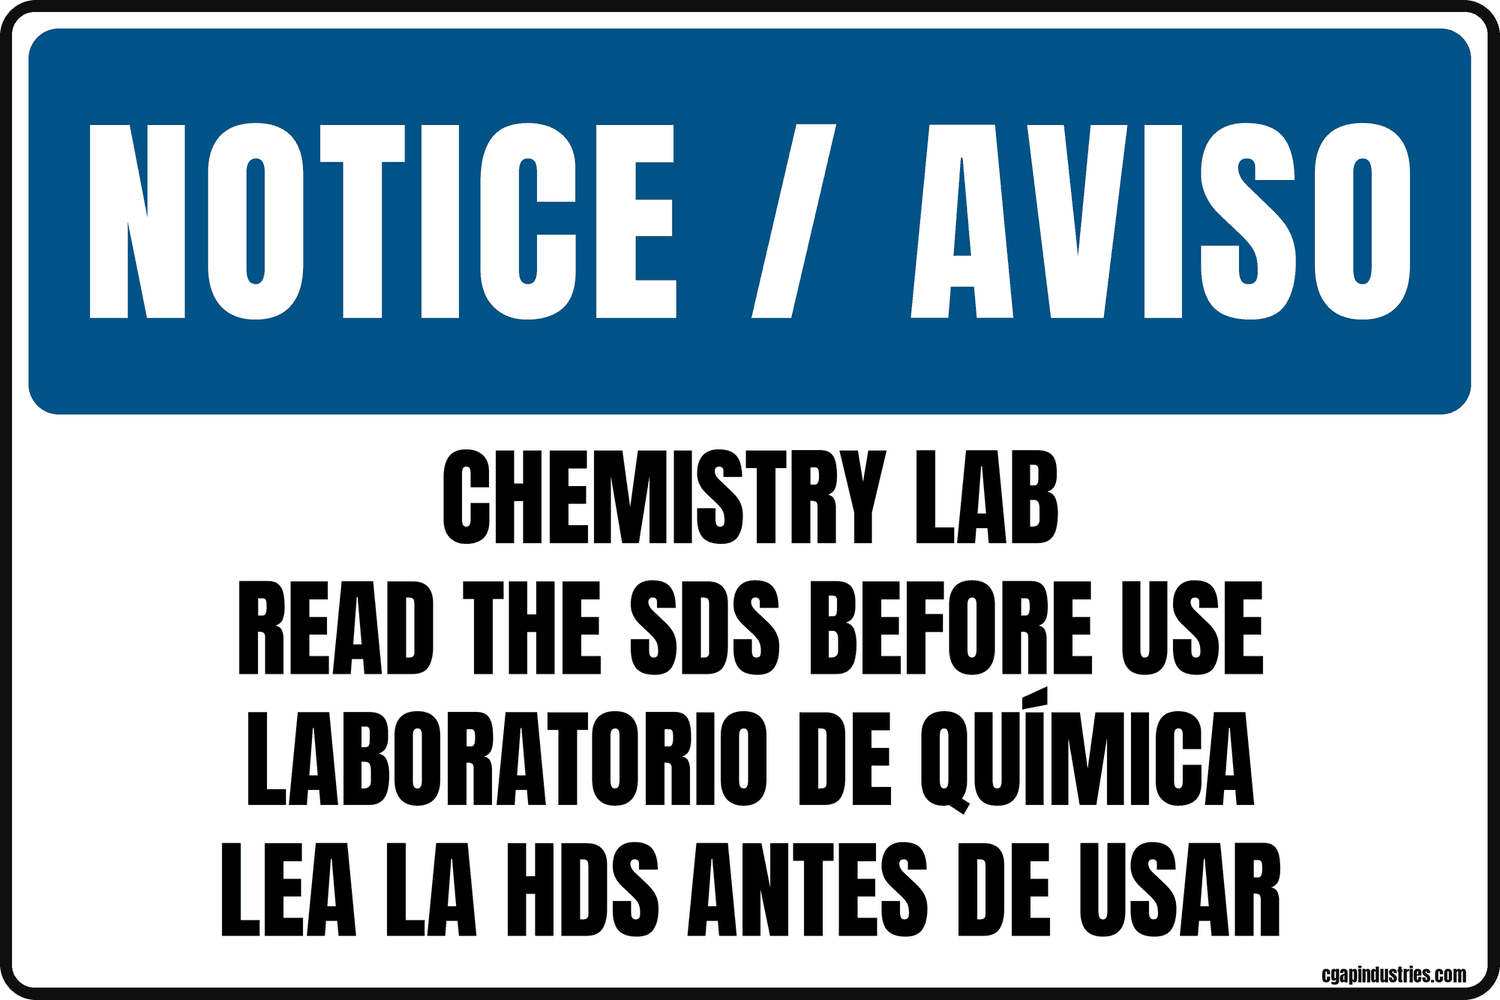 NOTICE / AVISO
CHEMISTRY LAB
READ THE SDS BEFORE USE
LABORATORIO DE QUÍMICA
LEA LA HDS ANTES DE USAR
cgapindustries.com